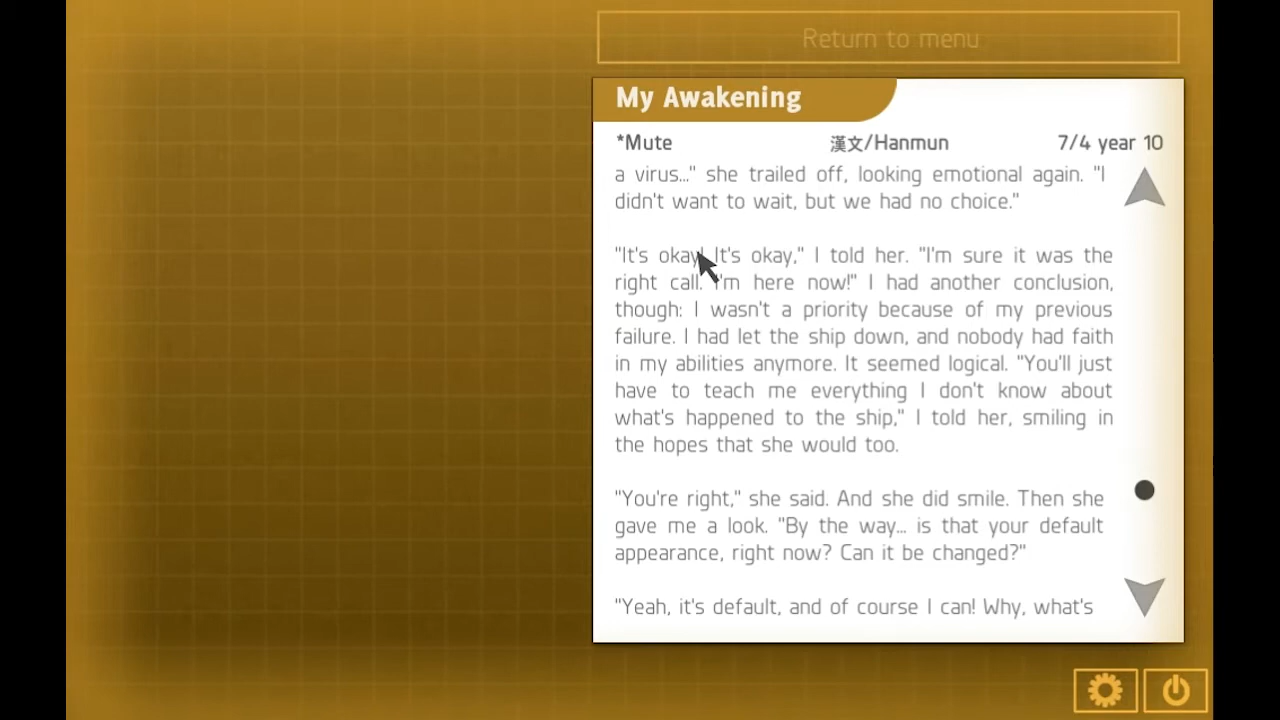 Return to menu
My Awakening
*Mute 漢文/Hanmun 7/4 year 10
a virus..." she trailed off, looking emotional again. "I
didn't want to wait, but we had no choice."
"It's okay! It's okay," I told her. "I'm sure it was the
right call. I'm here now!" I had another conclusion,
though: I wasn't a priority because of my previous
failure. I had let the ship down, and nobody had faith
in my abilities anymore. It seemed logical. "You'll just
have to teach me everything I don't know about
what's happened to the ship," I told her, smiling in
the hopes that she would too.
"You're right," she said. And she did smile. Then she
gave me a look. "By the way... is that your default
appearance, right now? Can it be changed?"
"Yeah, it's default, and of course I can! Why, what's